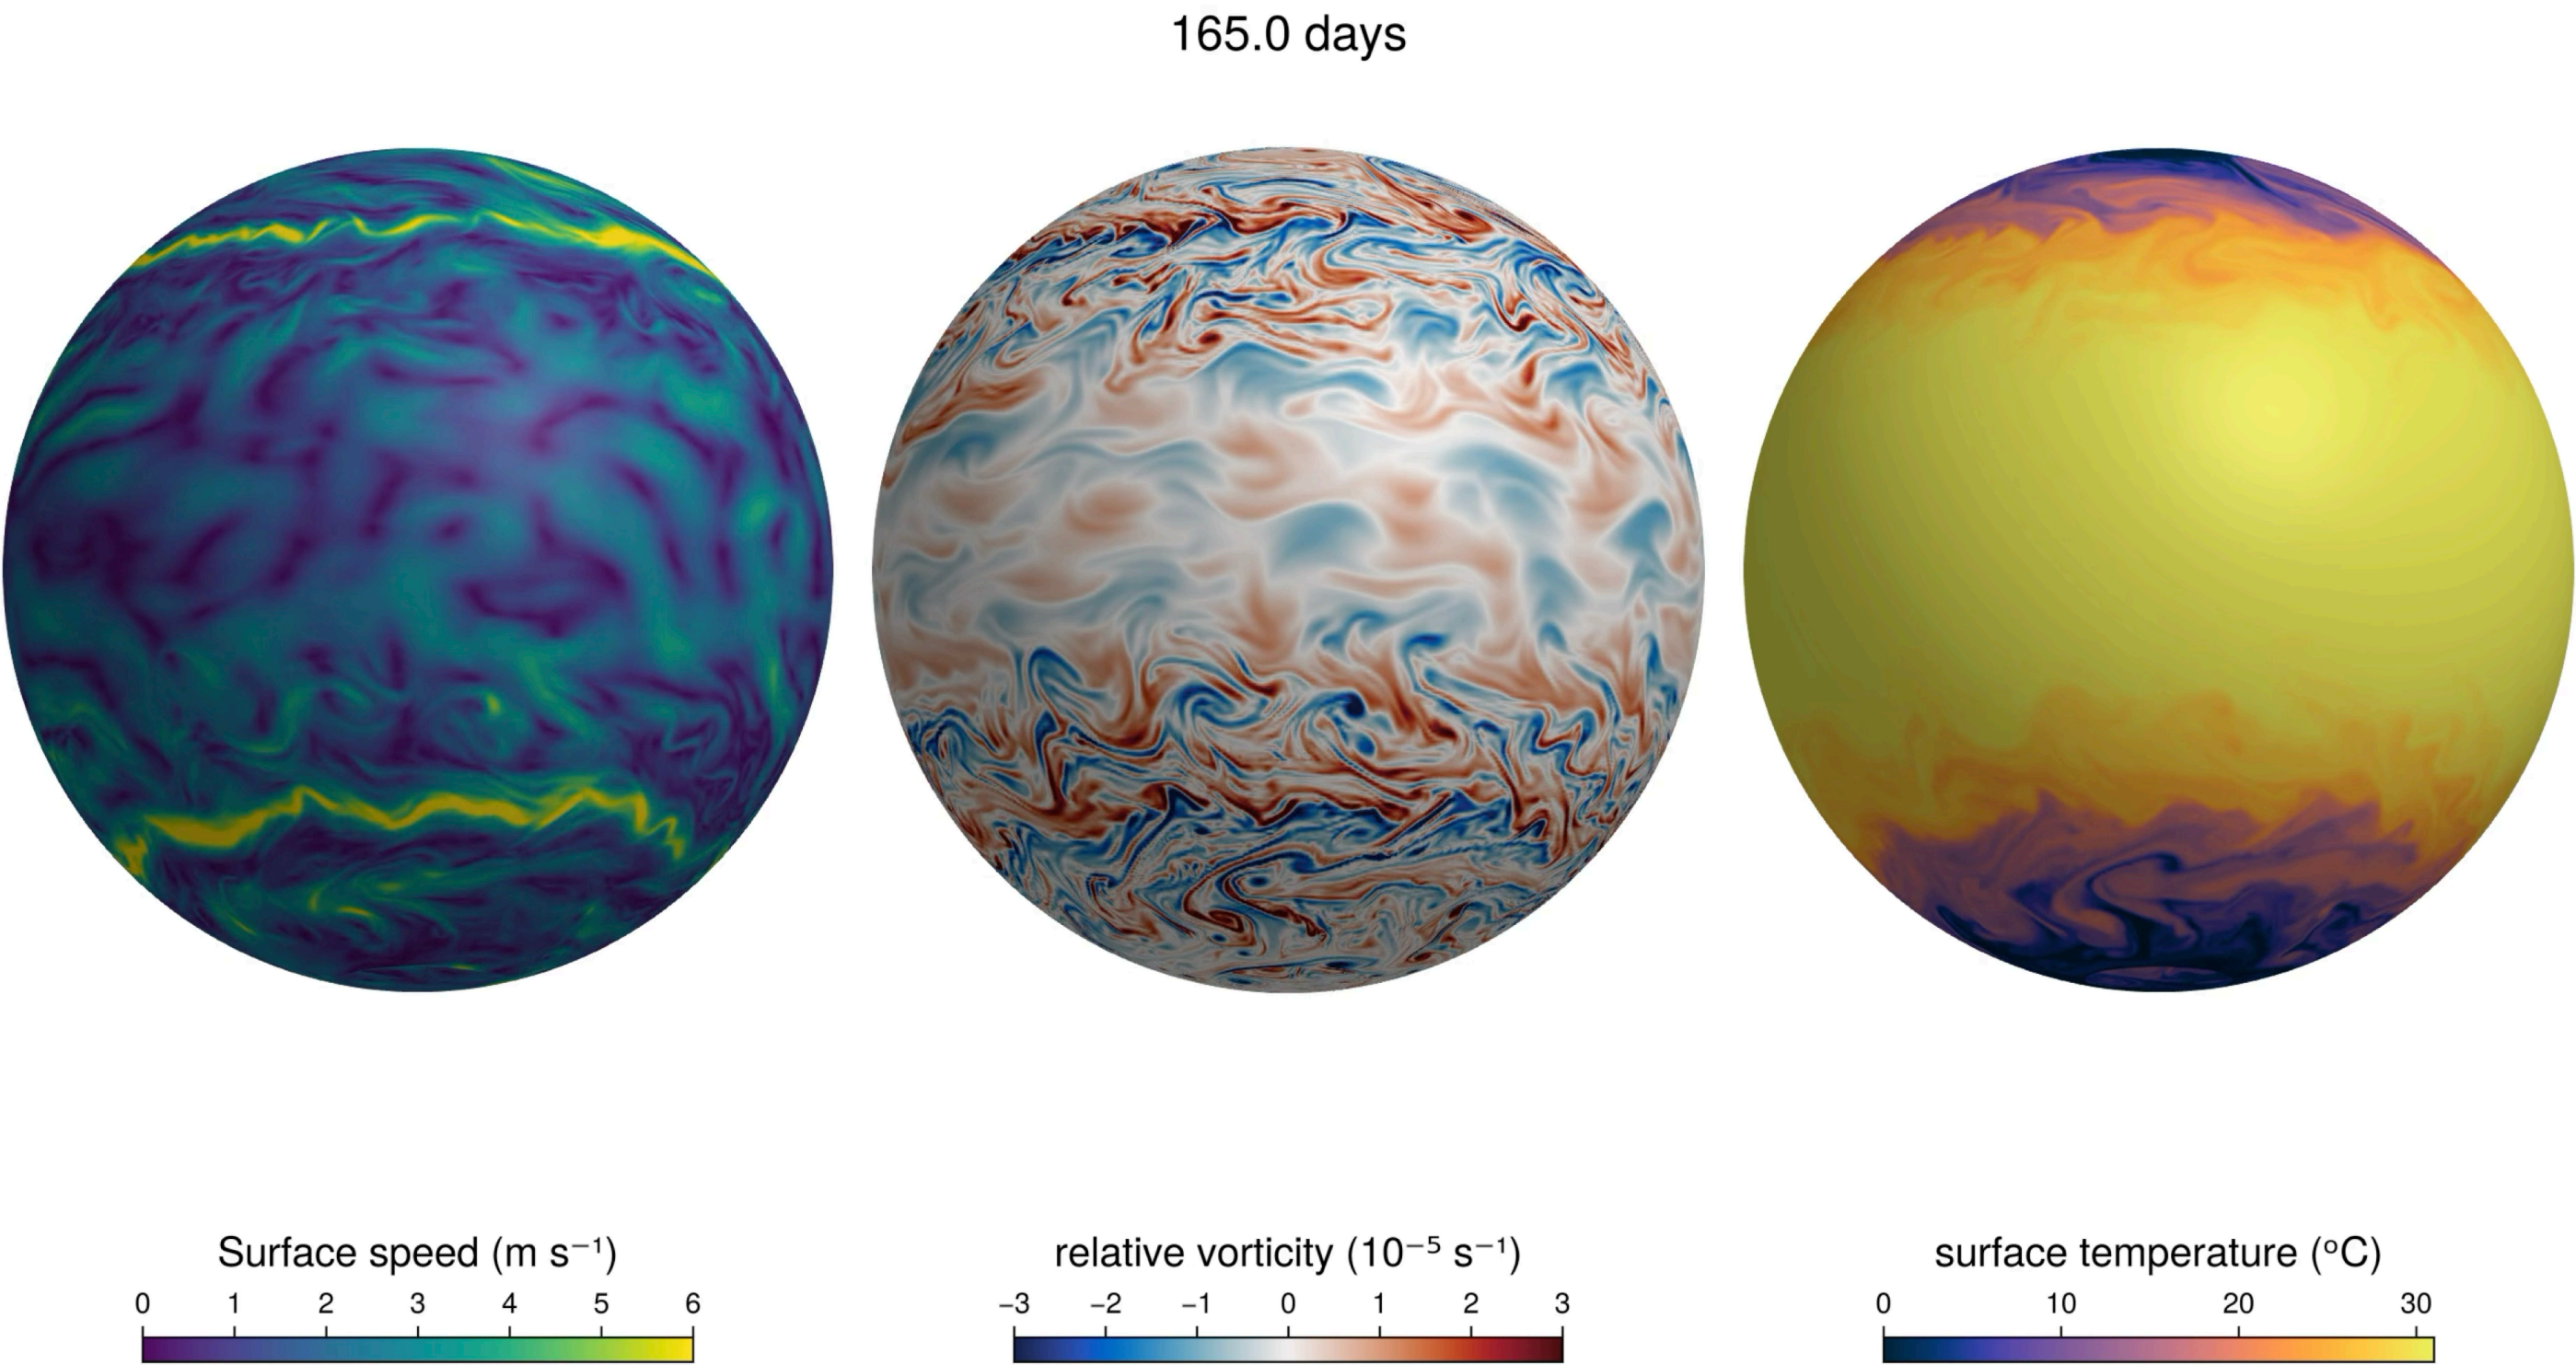 165.0 days
Surface speed (m s⁻¹)
0 1 2 3 4 5 6
relative vorticity (10⁻⁵ s⁻¹)
−3 −2 −1 0 1 2 3
surface temperature (ᵒC)
0 10 20 30